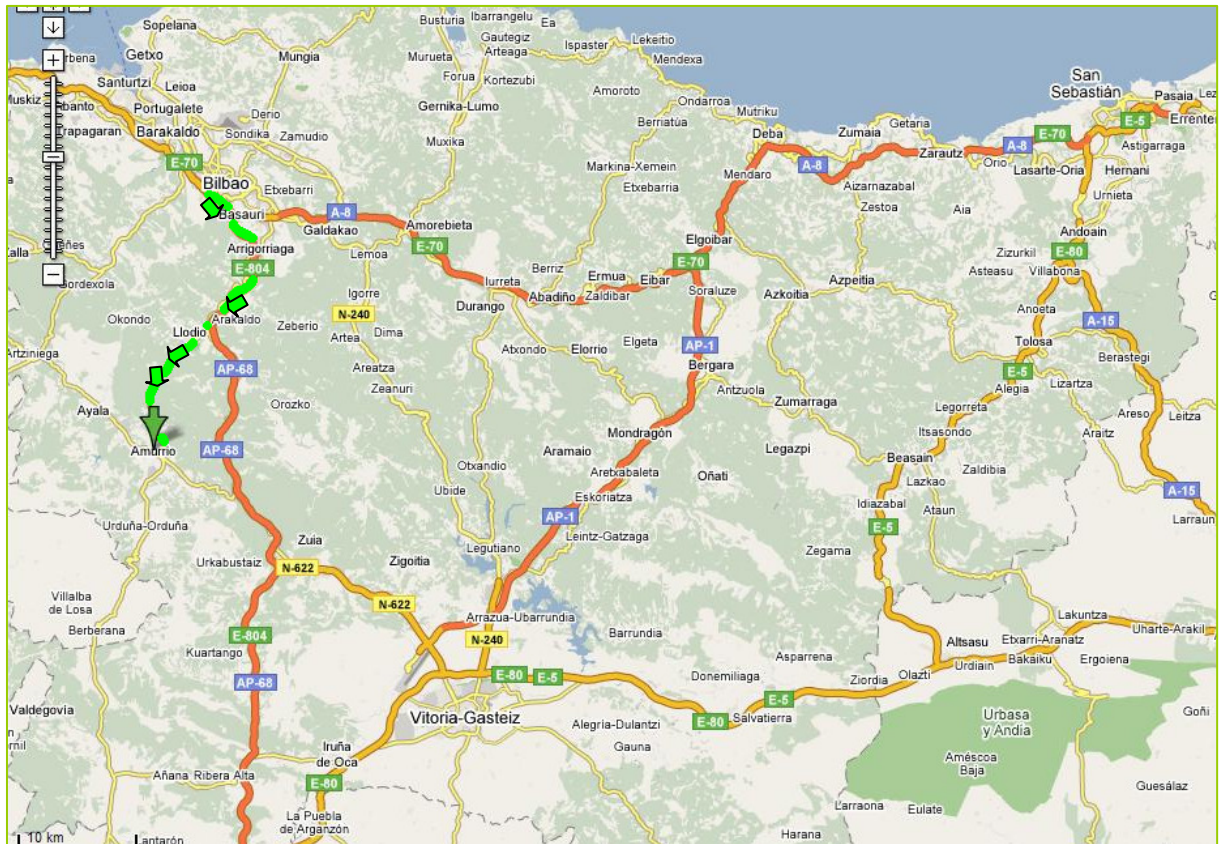 Sopelana
Ibarrangelu
Ea
Busturia
Gautegiz
Arteaga
Ispaster
Lekeitio
Mendexa
Getxo
Mungia
Murueta
Forua
Kortezubi
Santurtzi
Leioa
Muskiz
Portugalete
Derio
Gernika-Lumo
Amoroto
Ondarroa
Mutriku
San
Sebastián
Pasaia
Lez
Errenter
Trapagaran
Barakaldo
Sondika
Zamudio
Muxika
Berriatúa
Deba
Zumaia
Getaria
E-70
E-5
A-8
Zarautz
Orio
Astigarraga
Lasarte-Oria
Hernani
E-70
Bilbao
Etxebarri
Markina-Xemein
Etxebarria
Mendaro
A-8
Aizarnazabal
Zestoa
Aia
Urnieta
Basauri
A-8
Galdakao
Amorebieta
Andoain
Arrigorriaga
Lemoa
E-70
Elgoibar
Zizurkil
E-80
E-804
Berriz
Ermua
Eibar
E-70
Azpeitia
Asteasu
Villabona
Iurreta
Abadiño
Zaldibar
Soraluze
Azkoitia
Gordexola
Igorre
Durango
Anoeta
A-15
Okondo
Arakaldo
Zeberio
N-240
Dima
Llodio
Artea
Atxondo
Elorrio
Elgeta
AP-1
Tolosa
Berastegi
Artziniega
AP-68
Areatza
Bergara
E-5
Alegia
Lizartza
Zeanuri
Antzuola
Zumarraga
Ayala
Orozko
Legorreta
Areso
Leitza
Mondragón
Itsasondo
Araitz
Amurrio
AP-68
Aramaio
Legazpi
Beasain
Zaldibia
Otxandio
Aretxabaleta
Oñati
Lazkao
Ubide
Eskoriatza
Idiazabal
Ataun
A-15
Urduña-Orduña
AP-1
Leintz-Gatzaga
E-5
Larraun
Zuia
Legutiano
Zegama
Urkabustaiz
Zigoitia
N-622
Villalba
de Losa
N-622
Arrazua-Ubarrundia
Lakuntza
Berberana
E-804
N-240
Barrundia
Altsasu
Etxarri-Aranatz
Uharte-Arakil
Kuartango
Asparrena
Urdiain
Bakaiku
Ergoiena
AP-68
E-80
E-5
Donemiliaga
Ziordia
Olazti
Valdegovia
Vitoria-Gasteiz
Alegria-Dulantzi
E-80
Salvatierra
E-5
Urbasa
y Andia
Goñi
Gauna
Iruña
de Oca
Améscoa
Baja
Añana
Ribera Alta
E-80
Guesálaz
Larraona
Eulate
La Puebla
de Arganzón
Harana
10 km
Lantarón